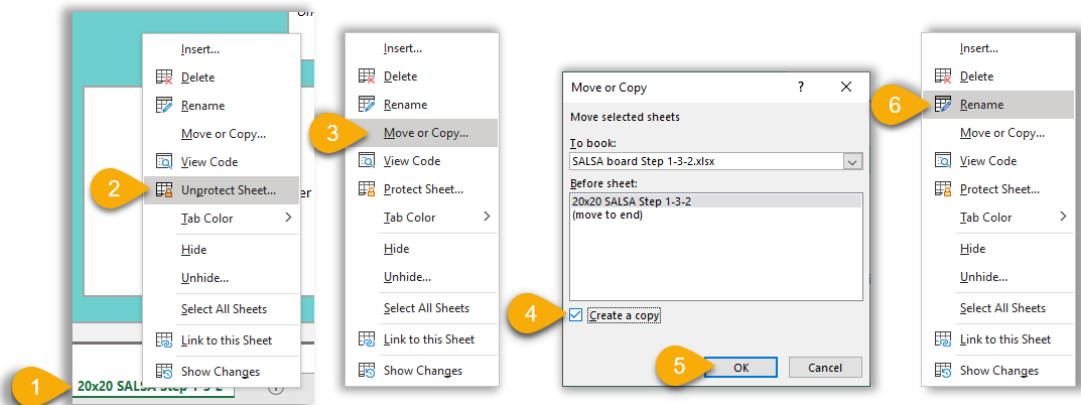 Insert...
Delete
Rename
Move or Copy...
View Code
2
Unprotect Sheet...
Tab Color
Hide
Unhide...
Select All Sheets
Link to this Sheet
Show Changes
1
20x20 SALSA Step 1-3-2
Insert...
Delete
Rename
3
Move or Copy...
View Code
Protect Sheet...
Tab Color
Hide
Unhide...
Select All Sheets
Link to this Sheet
Show Changes
Move or Copy ?
Move selected sheets
To book:
SALSA board Step 1-3-2.xlsx
Before sheet:
20x20 SALSA Step 1-3-2
(move to end)
4
Create a copy
5
OK Cancel
Insert...
Delete
6
Rename
Move or Copy...
View Code
Protect Sheet...
Tab Color
Hide
Unhide...
Select All Sheets
Link to this Sheet
Show Changes